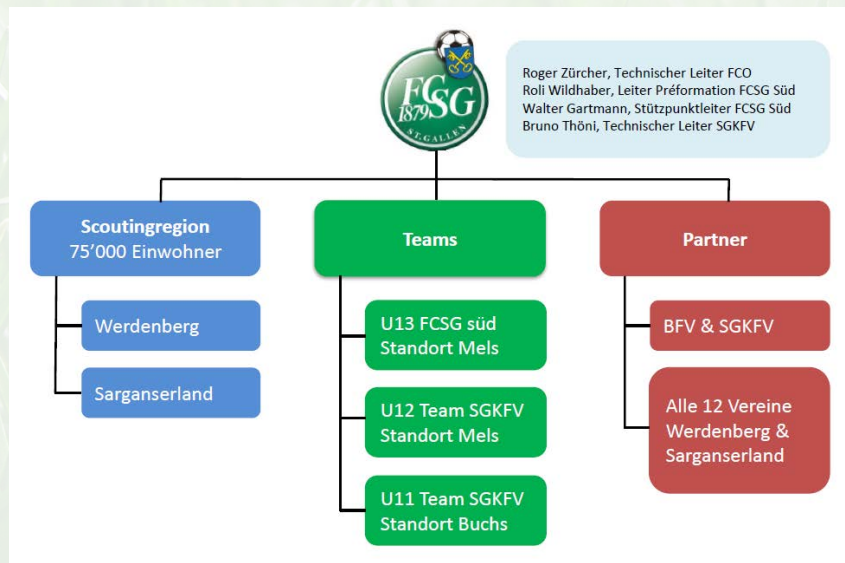 FCSG
1879
ST.GALLEN
Roger Zürcher, Technischer Leiter FCO
Roli Wildhaber, Leiter Préformation FCSG Süd
Walter Gartmann, Stützpunktleiter FCSG Süd
Bruno Thöni, Technischer Leiter SGKFV
Scoutingregion
75’000 Einwohner
Werdenberg
Sarganserland
Teams
U13 FCSG süd
Standort Mels
U12 Team SGKFV
Standort Mels
U11 Team SGKFV
Standort Buchs
Partner
BFV & SGKFV
Alle 12 Vereine
Werdenberg &
Sarganserland